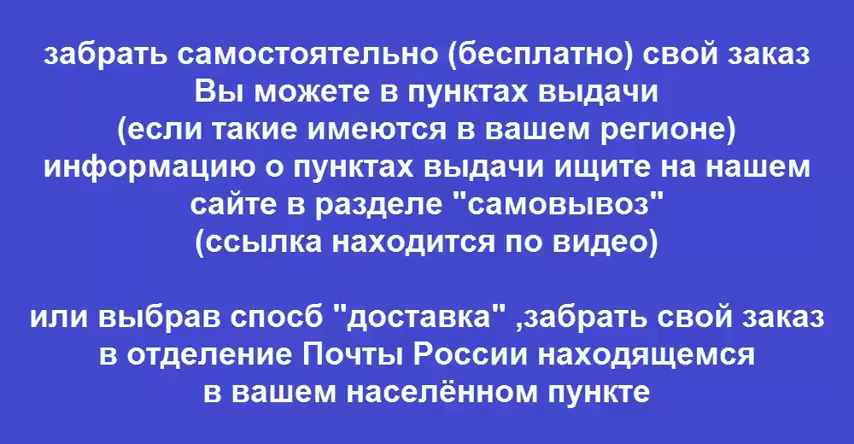 забрать самостоятельно (бесплатно) свой заказ
Вы можете в пунктах выдачи
(если такие имеются в вашем регионе)
информацию о пунктах выдачи ищите на нашем
сайте в разделе "самовывоз"
(ссылка находится по видео)
или выбрав спосб "доставка" ,забрать свой заказ
в отделение Почты России находящемся
в вашем населённом пункте